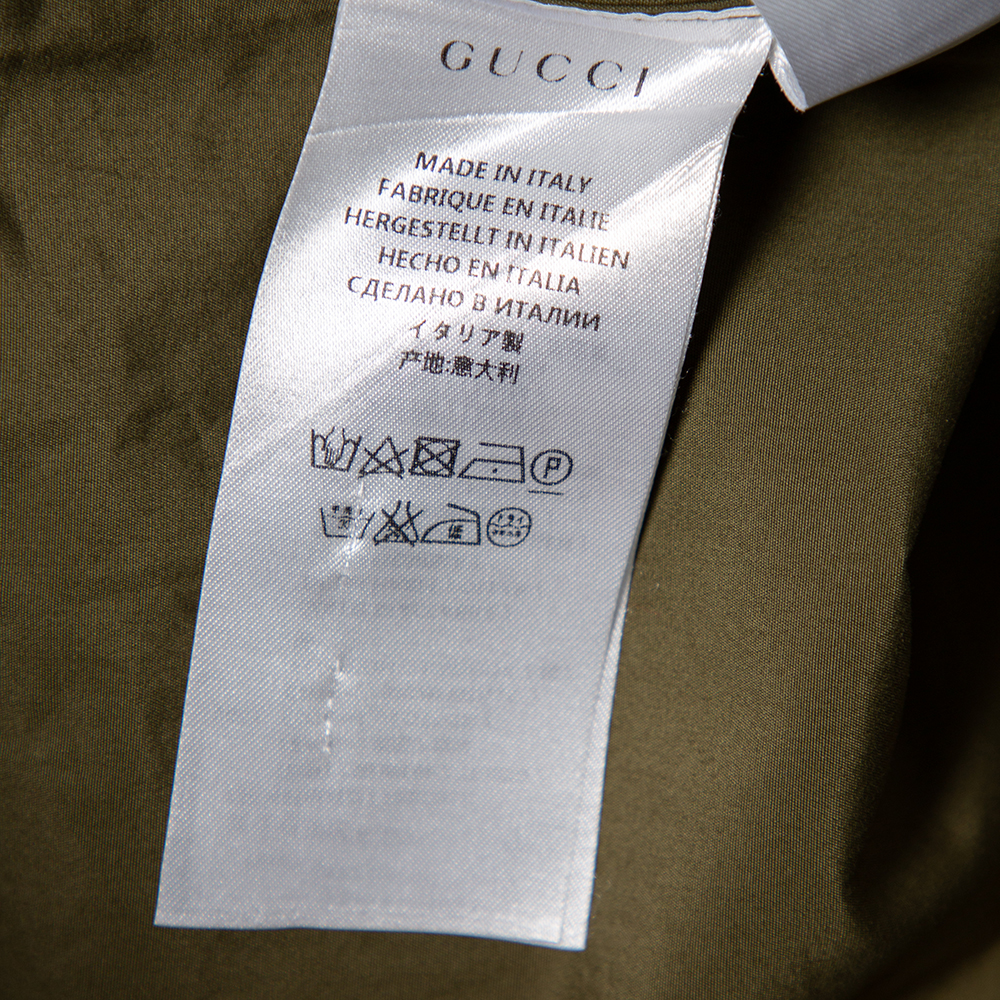 GUCCI
MADE IN ITALY
FABRIQUE EN ITALIE
HERGESTELLT IN ITALIEN
HECHO EN ITALIA
СДЕЛАНО В ИТАЛИИ
イタリア製
产地:意大利
P